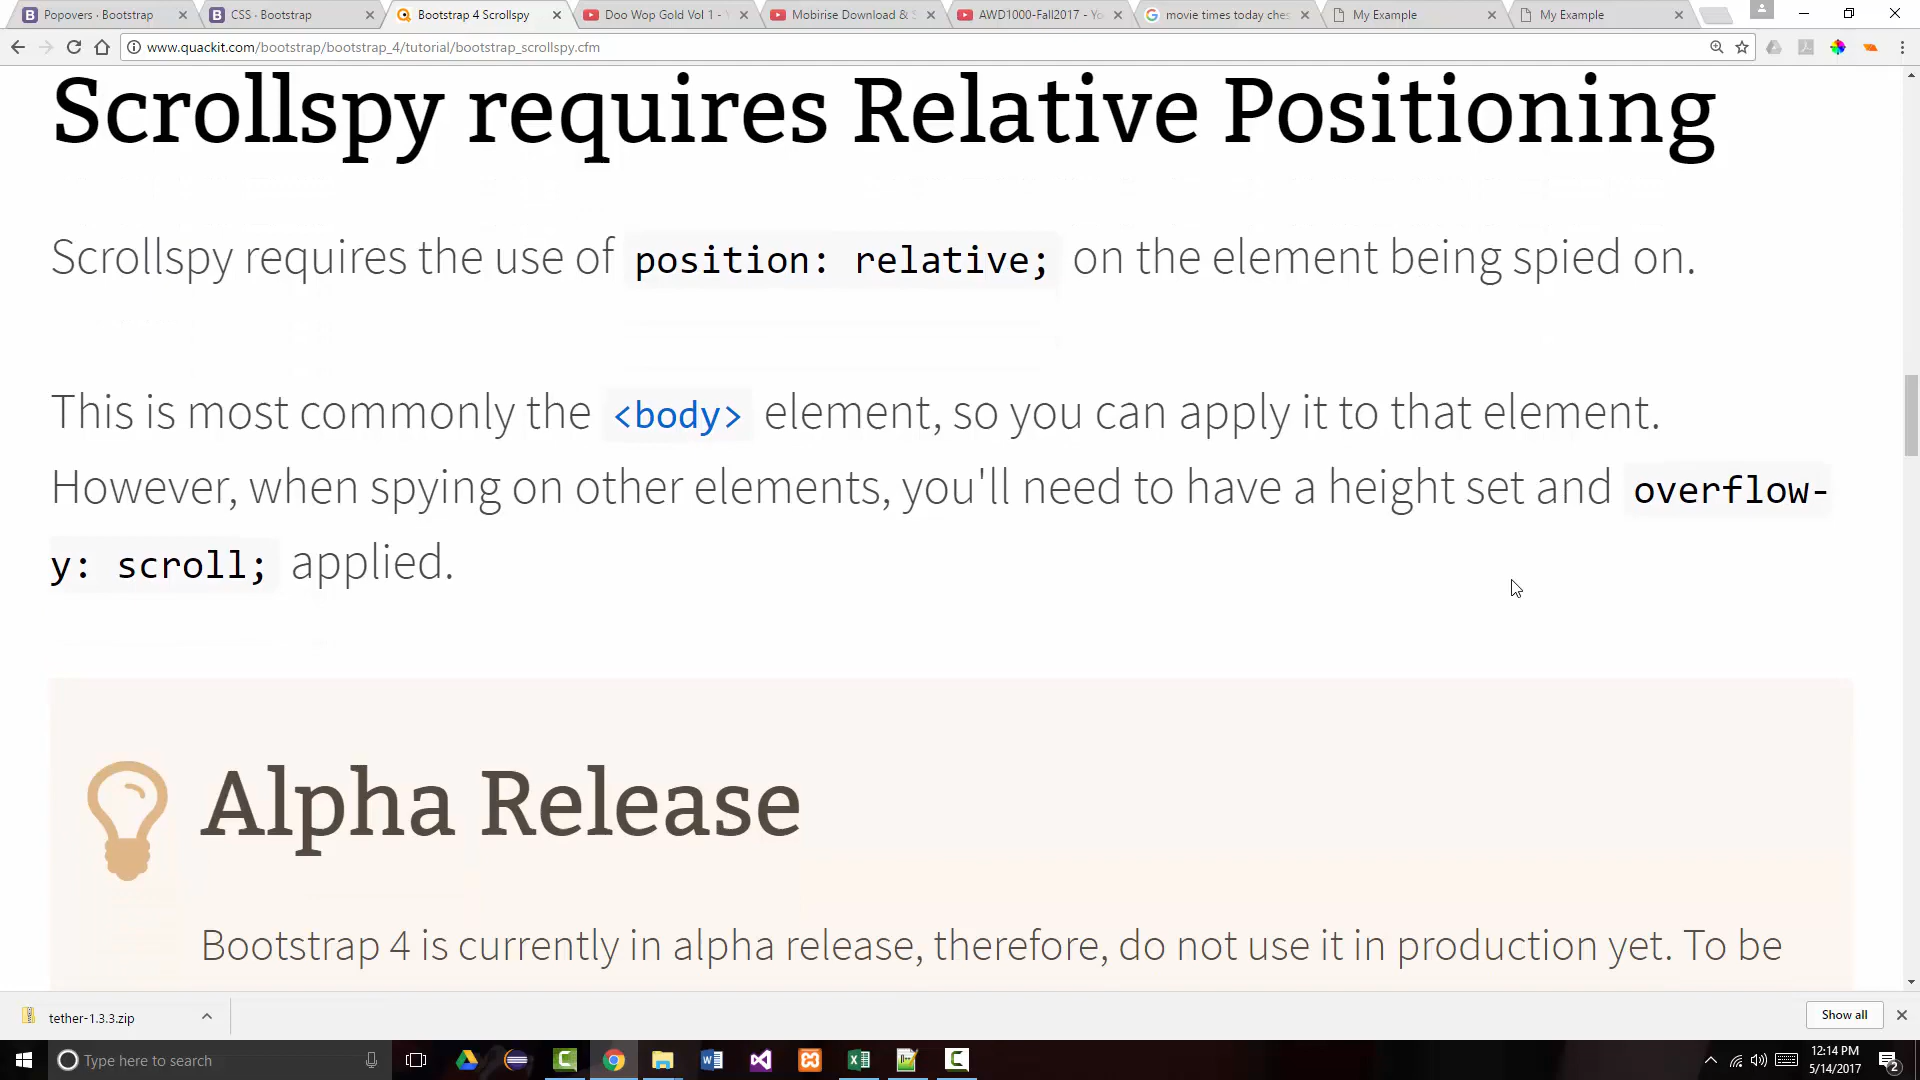 Popovers · Bootstrap
CSS · Bootstrap
Bootstrap 4 Scrollspy
Doo Wop Gold Vol 1 - Y
Mobirise Download & S
AWD1000-Fall2017 - Yo
movie times today ches
My Example
My Example
www.quackit.com/bootstrap/bootstrap_4/tutorial/bootstrap_scrollspy.cfm
Scrollspy requires Relative Positioning
Scrollspy requires the use of position: relative; on the element being spied on.
This is most commonly the <body> element, so you can apply it to that element.
However, when spying on other elements, you'll need to have a height set and overflow-
y: scroll; applied.
Alpha Release
Bootstrap 4 is currently in alpha release, therefore, do not use it in production yet. To be
tether-1.3.3.zip
Show all
Type here to search
12:14 PM
5/14/2017
2